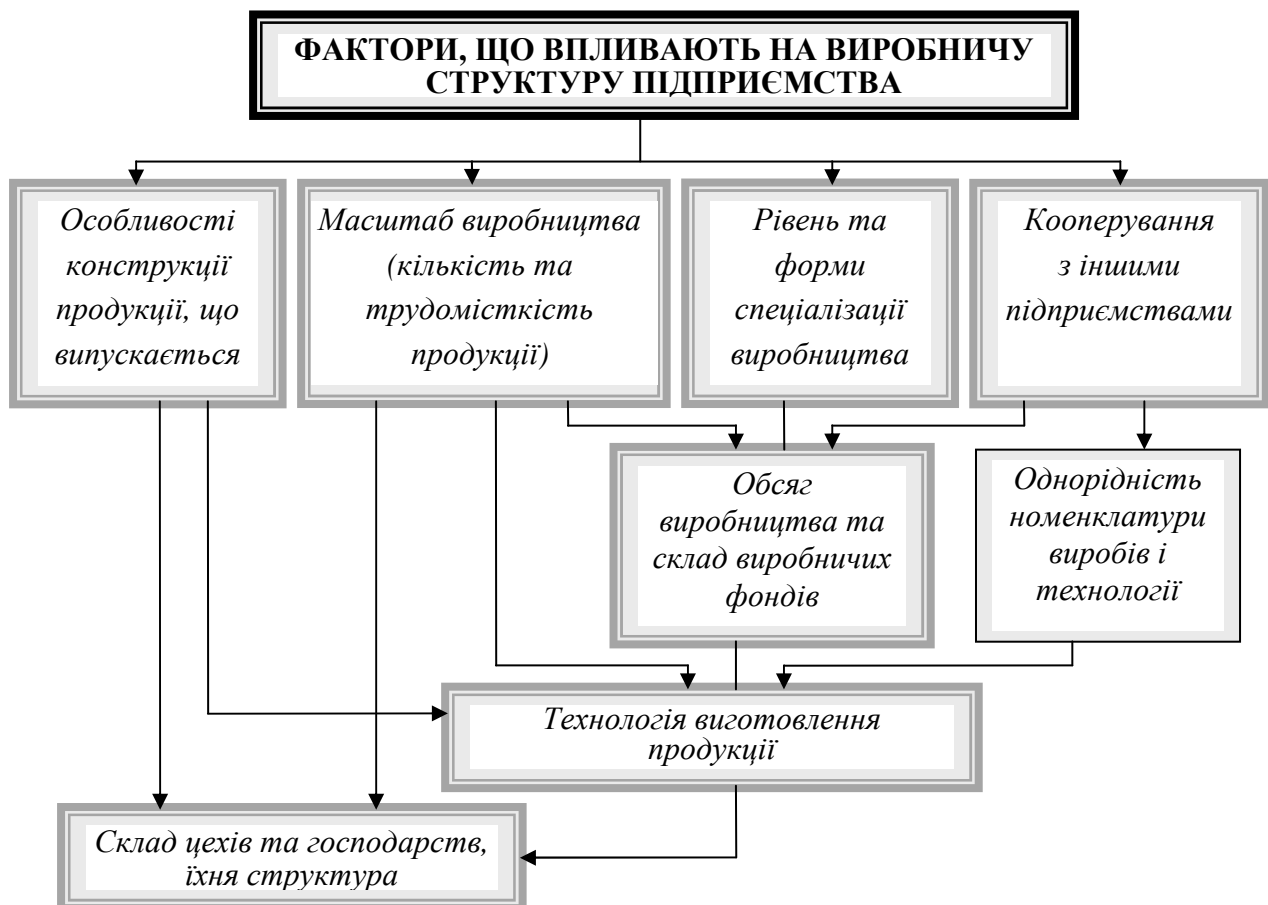 ФАКТОРИ, ЩО ВПЛИВАЮТЬ НА ВИРОБНИЧУ
СТРУКТУРУ ПІДПРИЄМСТВА
Особливості
конструкції
продукції, що
випускається
Масштаб виробництва
(кількість та
трудомісткість
продукції)
Рівень та
форми
спеціалізації
виробництва
Кооперування
з іншими
підприємствами
Обсяг
виробництва та
склад виробничих
фондів
Однорідність
номенклатури
виробів і
технології
Технологія виготовлення
продукції
Склад цехів та господарств,
їхня структура